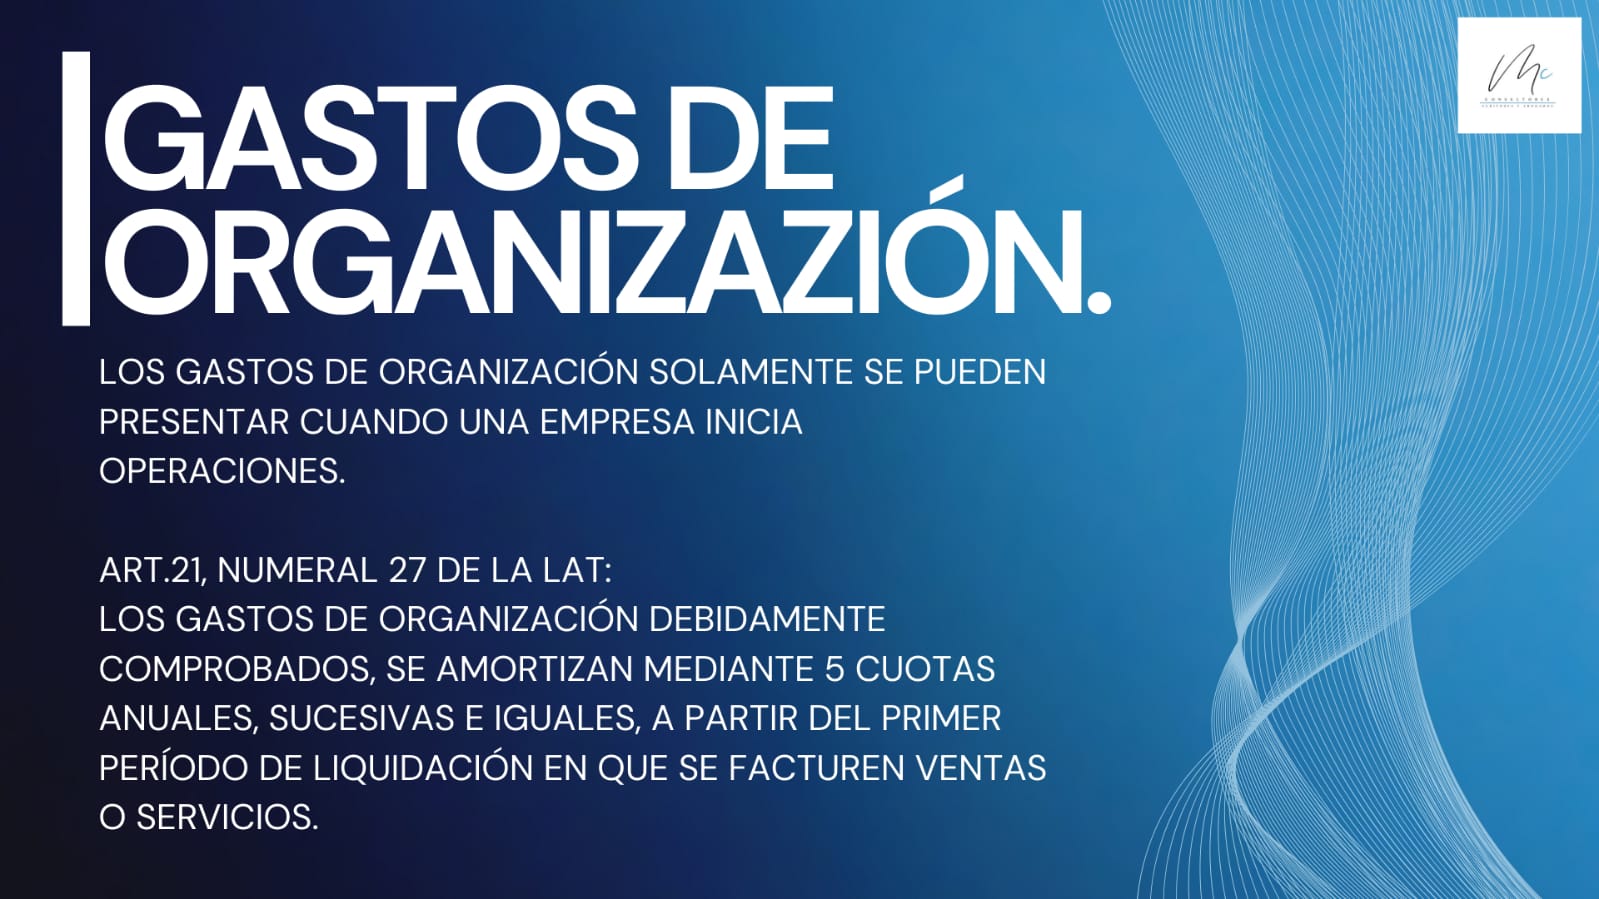 GASTOS DE
ORGANIZAZIÓN.
LOS GASTOS DE ORGANIZACIÓN SOLAMENTE SE PUEDEN
PRESENTAR CUANDO UNA EMPRESA INICIA
OPERACIONES.
ART.21, NUMERAL 27 DE LA LAT:
LOS GASTOS DE ORGANIZACIÓN DEBIDAMENTE
COMPROBADOS, SE AMORTIZAN MEDIANTE 5 CUOTAS
ANUALES, SUCESIVAS E IGUALES, A PARTIR DEL PRIMER
PERÍODO DE LIQUIDACIÓN EN QUE SE FACTUREN VENTAS
O SERVICIOS.
Mc
CONSULTORES